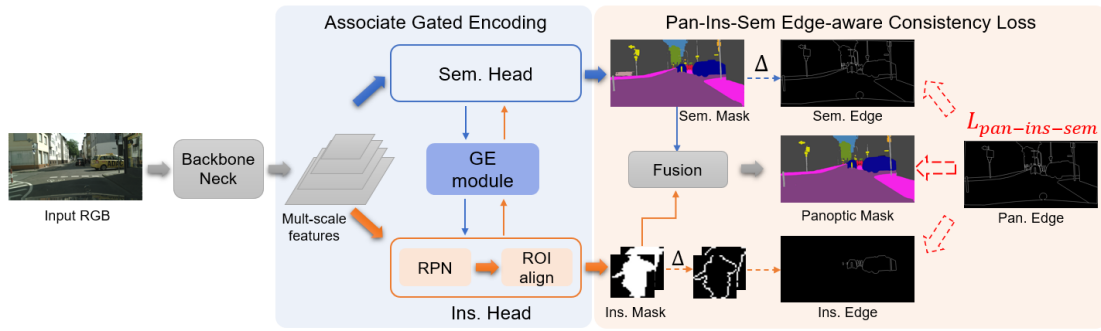 Associate Gated Encoding
Pan-Ins-Sem Edge-aware Consistency Loss
Input RGB
Backbone
Neck
Mult-scale
features
Sem. Head
GE
module
RPN
ROI
align
Ins. Head
Sem. Mask
Δ
Sem. Edge
Fusion
Panoptic Mask
L_{pan-ins-sem}
Pan. Edge
Ins. Mask
Δ
Ins. Edge